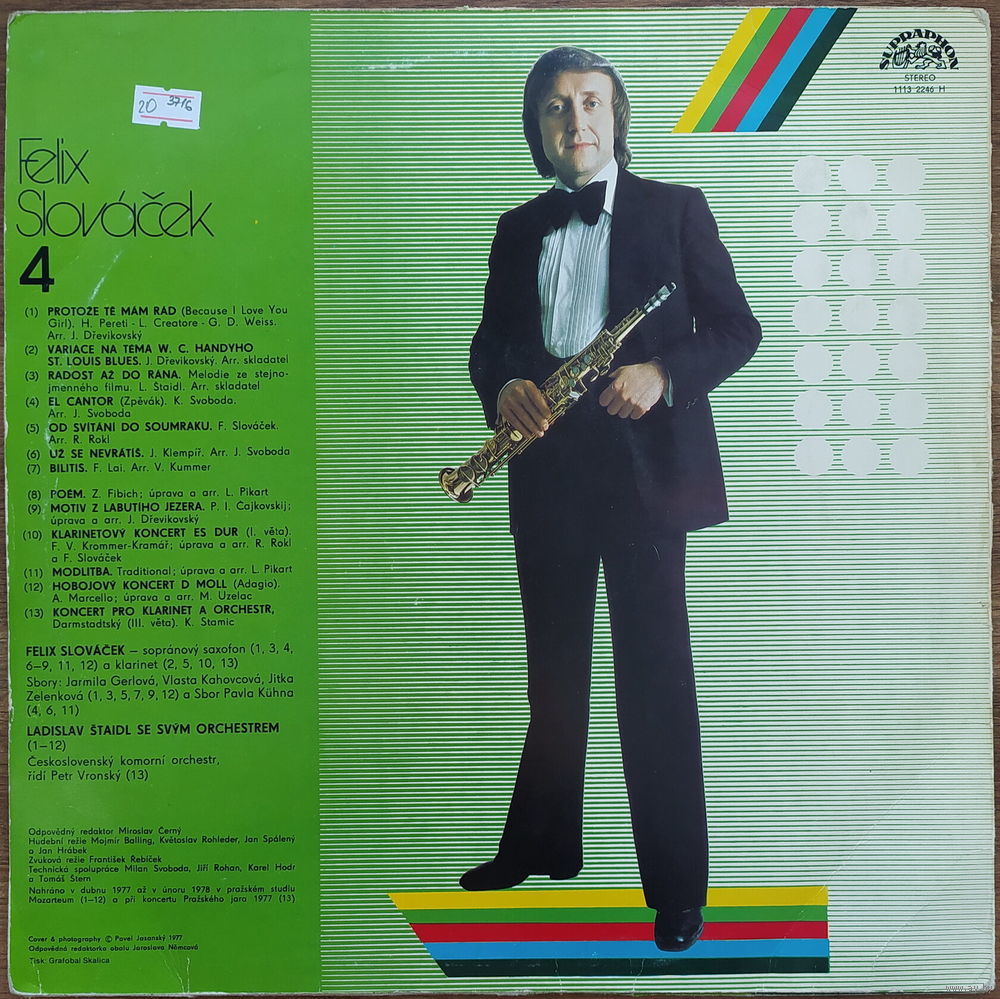 SUPRAPHON
STEREO
1113 2246 H
20 3716
Felix
Slováček
4
(1) PROTOŽE TĚ MÁM RÁD (Because I Love You
Girl). H. Pereti - L. Creatore - G. D. Weiss.
Arr. J. Dřevikovský
(2) VARIACE NA TEMA W. C. HANDYHO
ST. LOUIS BLUES. J. Dřevikovský. Arr. skladatel
(3) RADOST AŽ DO RÁNA. Melodie ze stejno-
jmenného filmu. L. Štaidl. Arr. skladatel
(4) EL CANTOR (Zpěvák). K. Svoboda.
Arr. J. Svoboda
(5) OD SVÍTÁNÍ DO SOUMRAKU. F. Slováček.
Arr. R. Rokl
(6) UŽ SE NEVRÁTÍŠ. J. Klempíř. Arr. J. Svoboda
(7) BILITIS. F. Lai. Arr. V. Kummer
(8) POEM. Z. Fibich; úprava a arr. L. Pikart
(9) MOTIV Z LABUTÍHO JEZERA. P. I. Čajkovskij;
úprava a arr. J. Dřevikovský
(10) KLARINETOVÝ KONCERT ES DUR (I. věta).
F. V. Krommer-Kramář; úprava a arr. R. Rokl
a F. Slováček
(11) MODLITBA. Traditional; úprava a arr. L. Pikart
(12) HOBOJOVÝ KONCERT D MOLL (Adagio).
A. Marcello; úprava a arr. M. Uzelac
(13) KONCERT PRO KLARINET A ORCHESTR,
Darmstadtský (III. věta). K. Stamic
FELIX SLOVÁČEK – sopránový saxofon (1, 3, 4,
6–9, 11, 12) a klarinet (2, 5, 10, 13)
Sbory: Jarmila Gerlová, Vlasta Kahovcová, Jitka
Zelenková (1, 3, 5, 7, 9, 12) a Sbor Pavla Kühna
(4, 6, 11)
LADISLAV ŠTAIDL SE SVÝM ORCHESTREM
(1–12)
Československý komorní orchestr,
řídí Petr Vronský (13)
Odpovědný redaktor Miroslav Černý
Hudební režie Mojmír Balling, Květoslav Rohleder, Jan Spálený
a Jan Hrábek
Zvuková režie František Řebíček
Technická spolupráce Milan Svoboda, Jiří Rohan, Karel Hodr
a Tomáš Štern
Nahráno v dubnu 1977 až v únoru 1978 v pražském studiu
Mozarteum (1–12) a při koncertu Pražského jara 1977 (13)
Cover & photography © Pavel Jasanský 1977
Odpovědná redaktorka obalu Jaroslava Němcová
Tisk: Grafobal Skalica